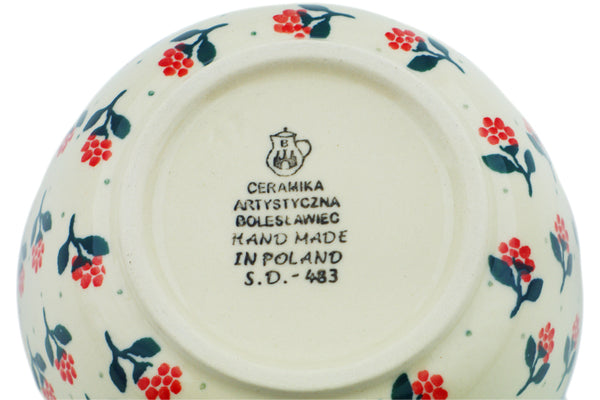 B
CERAMIKA
ARTYSTYCZNA
BOLESŁAWIEC
HAND MADE
IN POLAND
S.D.-483